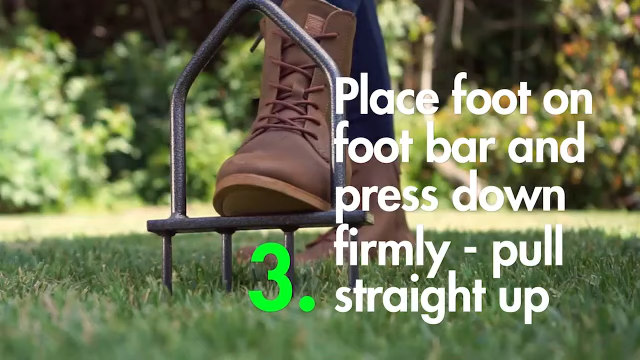 3.
Place foot on
foot bar and
press down
firmly - pull
straight up